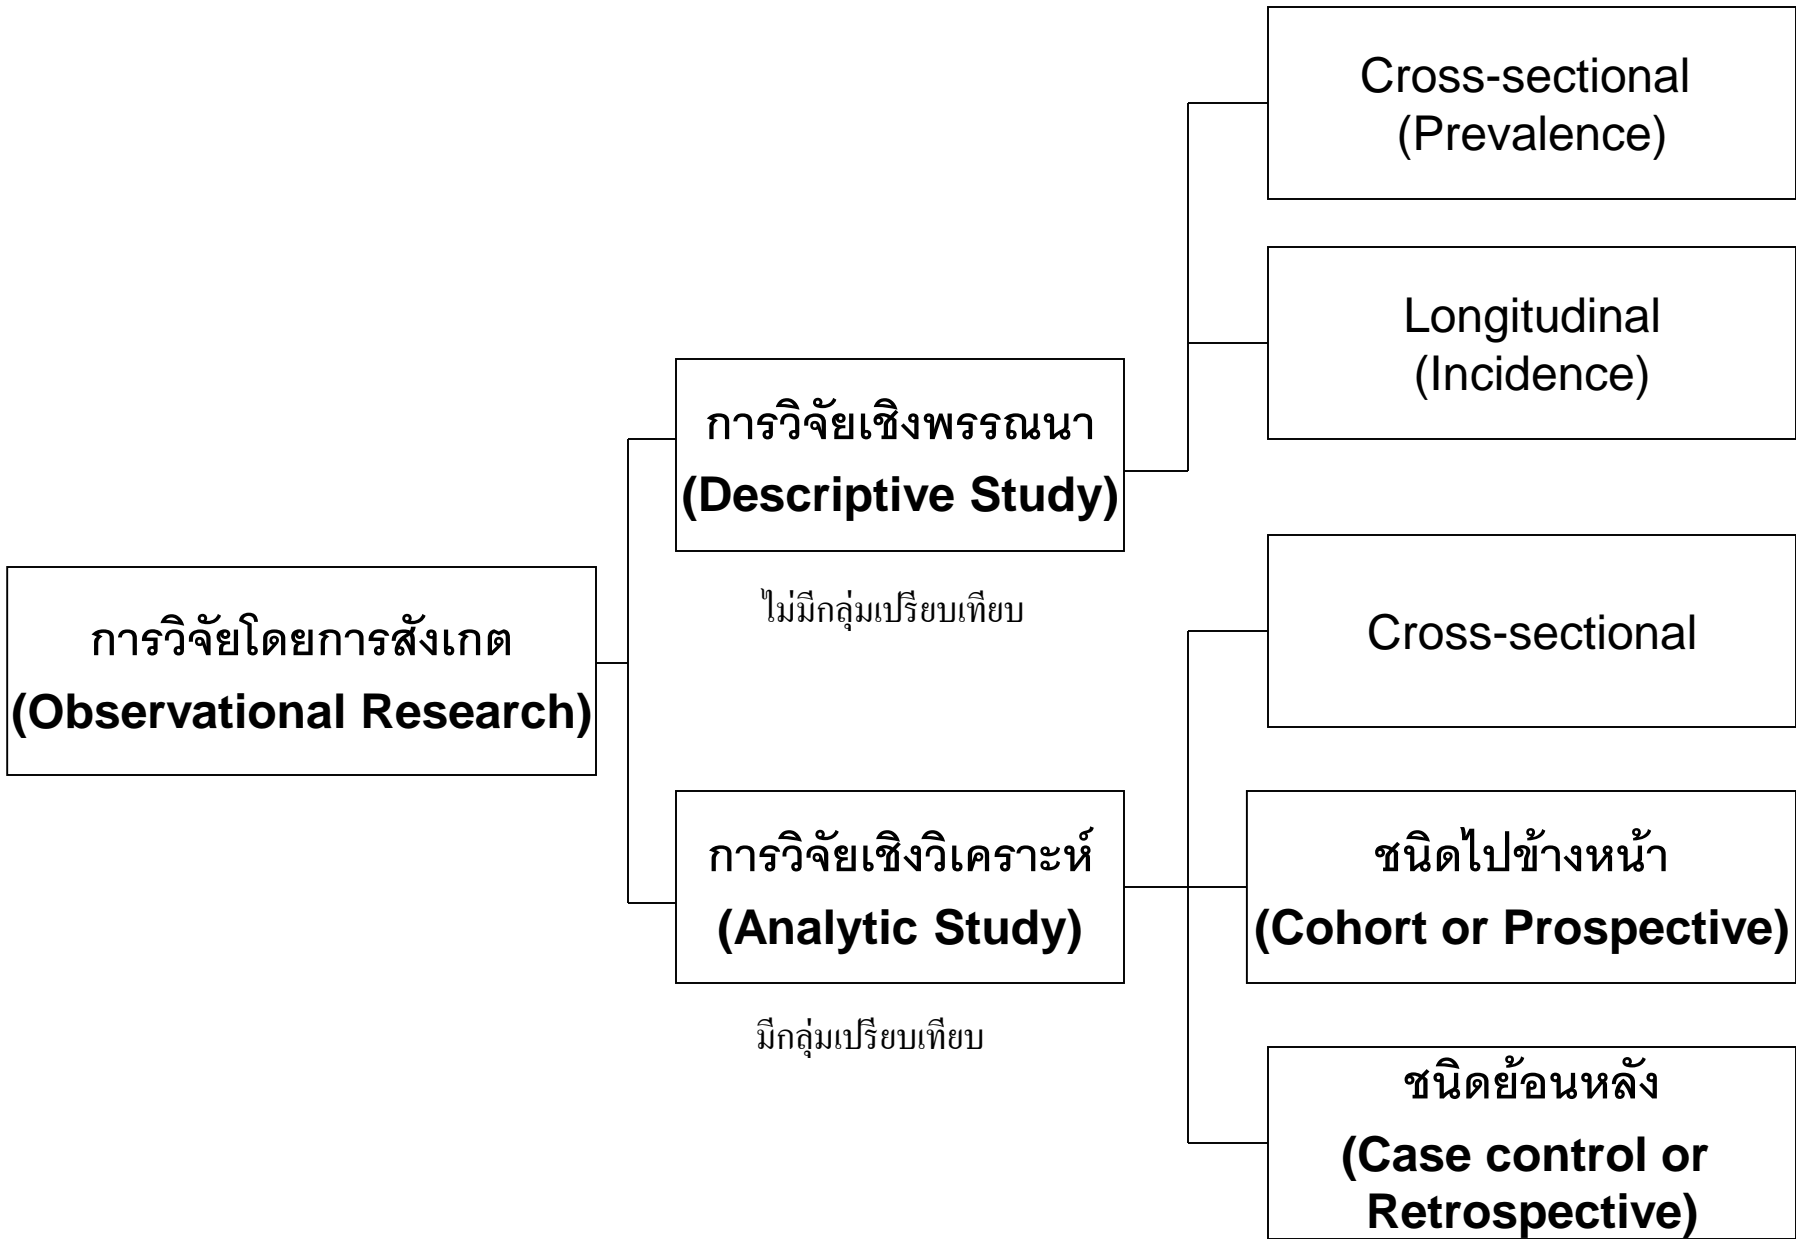 Cross-sectional
(Prevalence)
Longitudinal
(Incidence)
การวิจัยเชิงพรรณนา
(Descriptive Study)
ไม่มีกลุ่มเปรียบเทียบ
การวิจัยโดยการสังเกต
(Observational Research)
Cross-sectional
การวิจัยเชิงวิเคราะห์
(Analytic Study)
มีกลุ่มเปรียบเทียบ
ชนิดไปข้างหน้า
(Cohort or Prospective)
ชนิดย้อนหลัง
(Case control or
Retrospective)